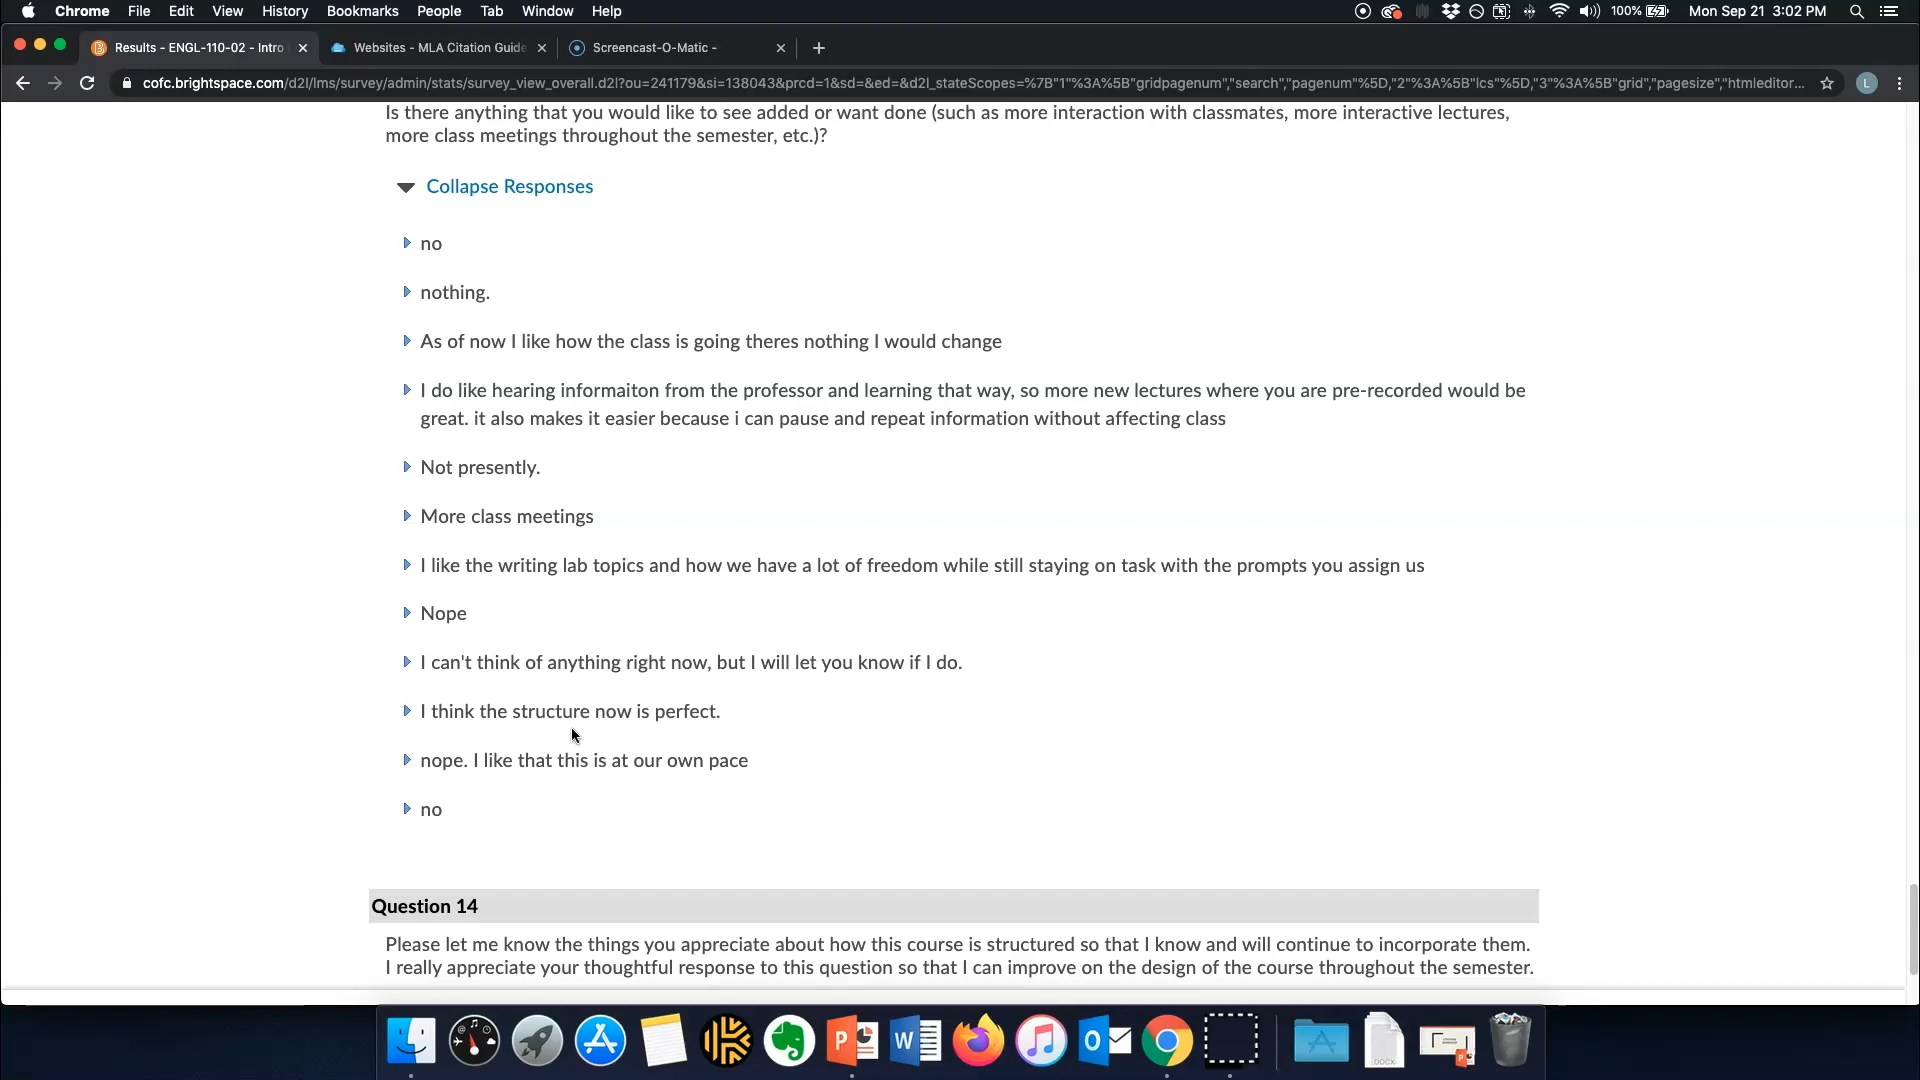 Chrome File Edit View History Bookmarks People Tab Window Help 100% Mon Sep 21 3:02 PM
Results - ENGL-110-02 - Intro Websites - MLA Citation Guide Screencast-O-Matic -
cofc.brightspace.com/d2l/lms/survey/admin/stats/survey_view_overall.d2l?ou=241179&si=138043&prcd=1&sd=&ed=&d2l_stateScopes=%7B"1"%3A%5B"gridpagenum","search","pagenum"%5D,"2"%3A%5B"lcs"%5D,"3"%3A%5B"grid","pagesize","htmleditor... L
Is there anything that you would like to see added or want done (such as more interaction with classmates, more interactive lectures,
more class meetings throughout the semester, etc.)?
Collapse Responses
no
nothing.
As of now I like how the class is going theres nothing I would change
I do like hearing informaiton from the professor and learning that way, so more new lectures where you are pre-recorded would be
great. it also makes it easier because i can pause and repeat information without affecting class
Not presently.
More class meetings
I like the writing lab topics and how we have a lot of freedom while still staying on task with the prompts you assign us
Nope
I can't think of anything right now, but I will let you know if I do.
I think the structure now is perfect.
nope. I like that this is at our own pace
no
Question 14
Please let me know the things you appreciate about how this course is structured so that I know and will continue to incorporate them.
I really appreciate your thoughtful response to this question so that I can improve on the design of the course throughout the semester.
P W O DOCX P